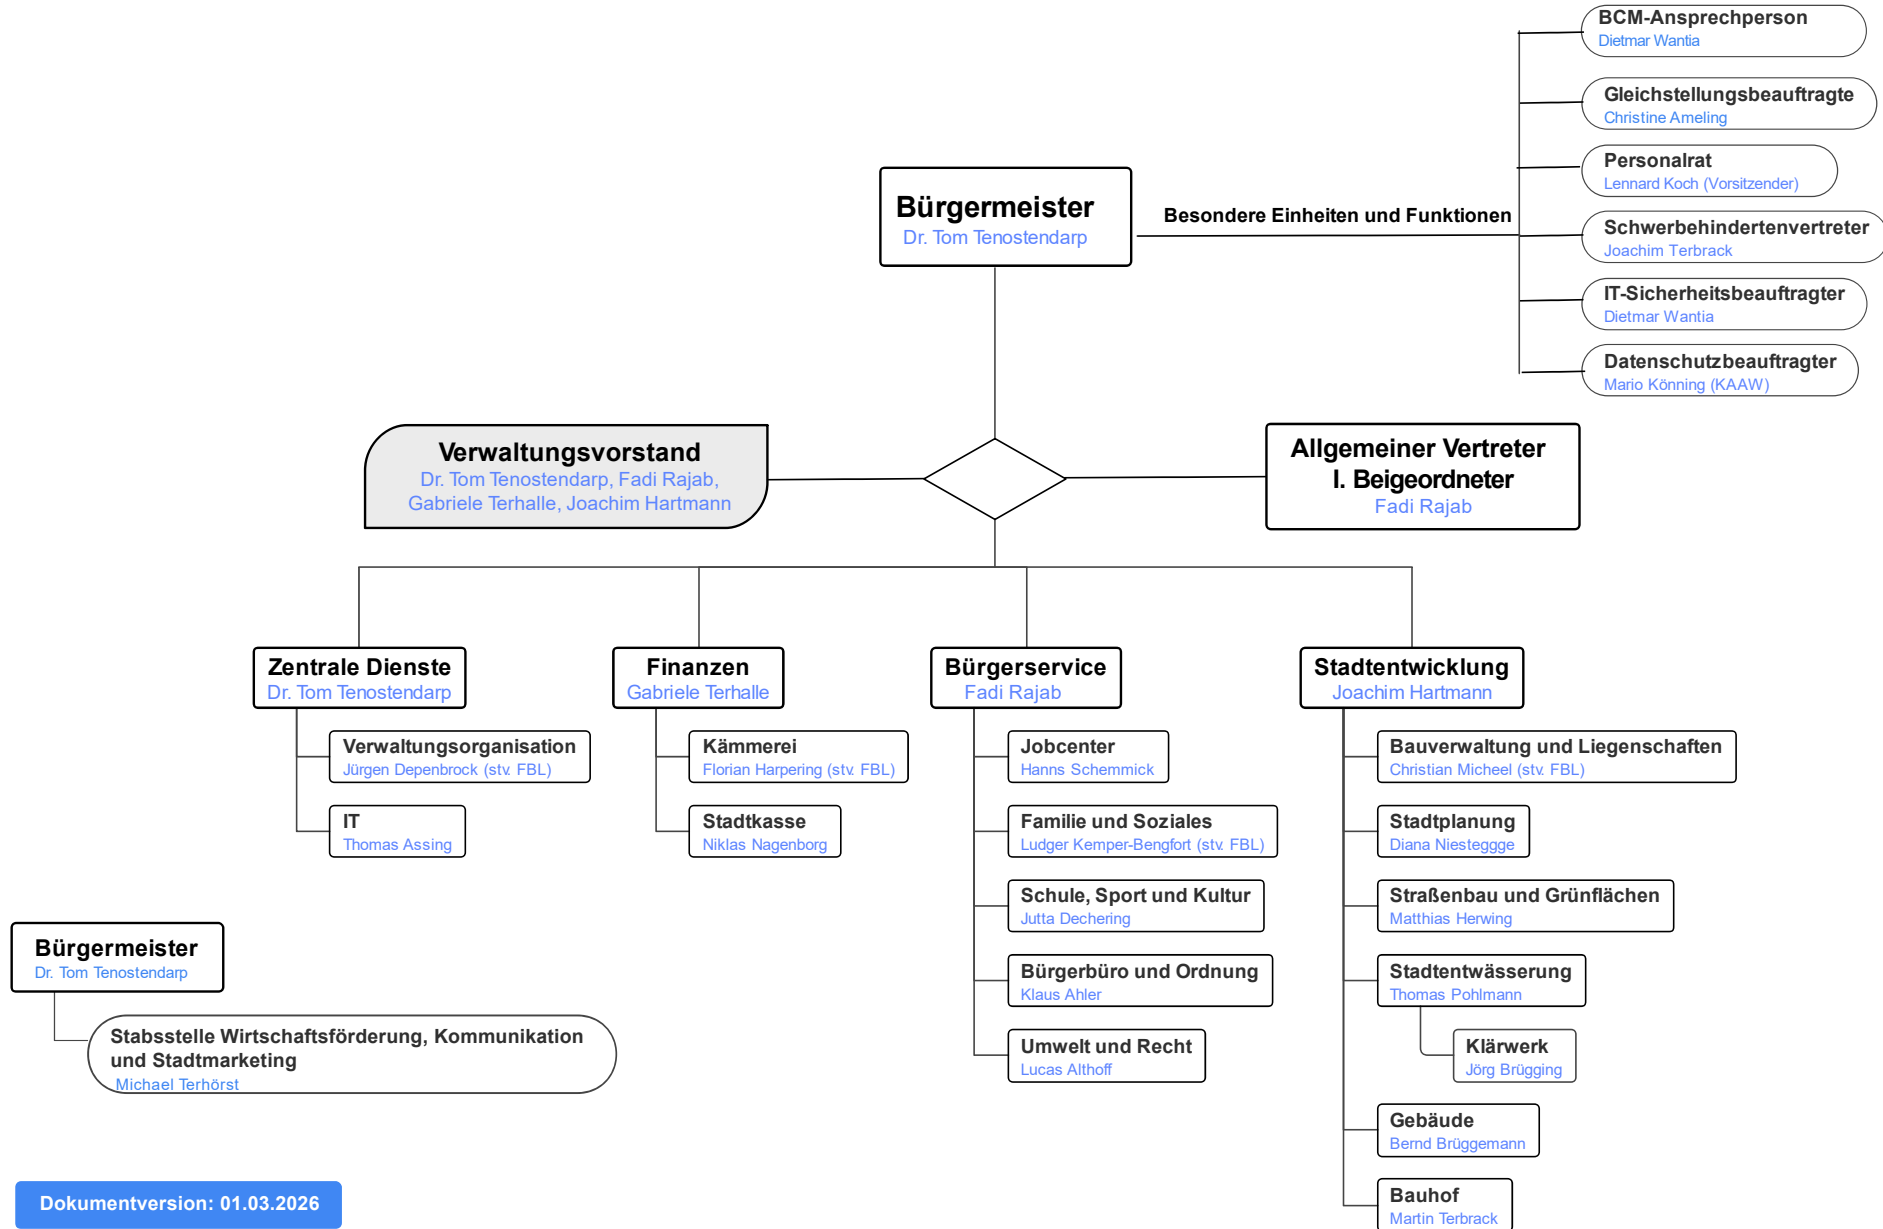 BCM-Ansprechperson
Dietmar Wantia
Gleichstellungsbeauftragte
Christine Ameling
Personalrat
Lennard Koch (Vorsitzender)
Schwerbehindertenvertreter
Joachim Terbrack
IT-Sicherheitsbeauftragter
Dietmar Wantia
Datenschutzbeauftragter
Mario Könning (KAAW)
Bürgermeister
Dr. Tom Tenostendarp
Besondere Einheiten und Funktionen
Verwaltungsvorstand
Dr. Tom Tenostendarp, Fadi Rajab,
Gabriele Terhalle, Joachim Hartmann
Allgemeiner Vertreter
I. Beigeordneter
Fadi Rajab
Zentrale Dienste
Dr. Tom Tenostendarp
Verwaltungsorganisation
Jürgen Depenbrock (stv. FBL)
IT
Thomas Assing
Finanzen
Gabriele Terhalle
Kämmerei
Florian Harpering (stv. FBL)
Stadtkasse
Niklas Nagenborg
Bürgerservice
Fadi Rajab
Jobcenter
Hanns Schemmick
Familie und Soziales
Ludger Kemper-Bengfort (stv. FBL)
Schule, Sport und Kultur
Jutta Dechering
Bürgerbüro und Ordnung
Klaus Ahler
Umwelt und Recht
Lucas Althoff
Stadtentwicklung
Joachim Hartmann
Bauverwaltung und Liegenschaften
Christian Micheel (stv. FBL)
Stadtplanung
Diana Niesteggge
Straßenbau und Grünflächen
Matthias Herwing
Stadtentwässerung
Thomas Pohlmann
Klärwerk
Jörg Brügging
Gebäude
Bernd Brüggemann
Bauhof
Martin Terbrack
Bürgermeister
Dr. Tom Tenostendarp
Stabsstelle Wirtschaftsförderung, Kommunikation
und Stadtmarketing
Michael Terhörst
Dokumentversion: 01.03.2026